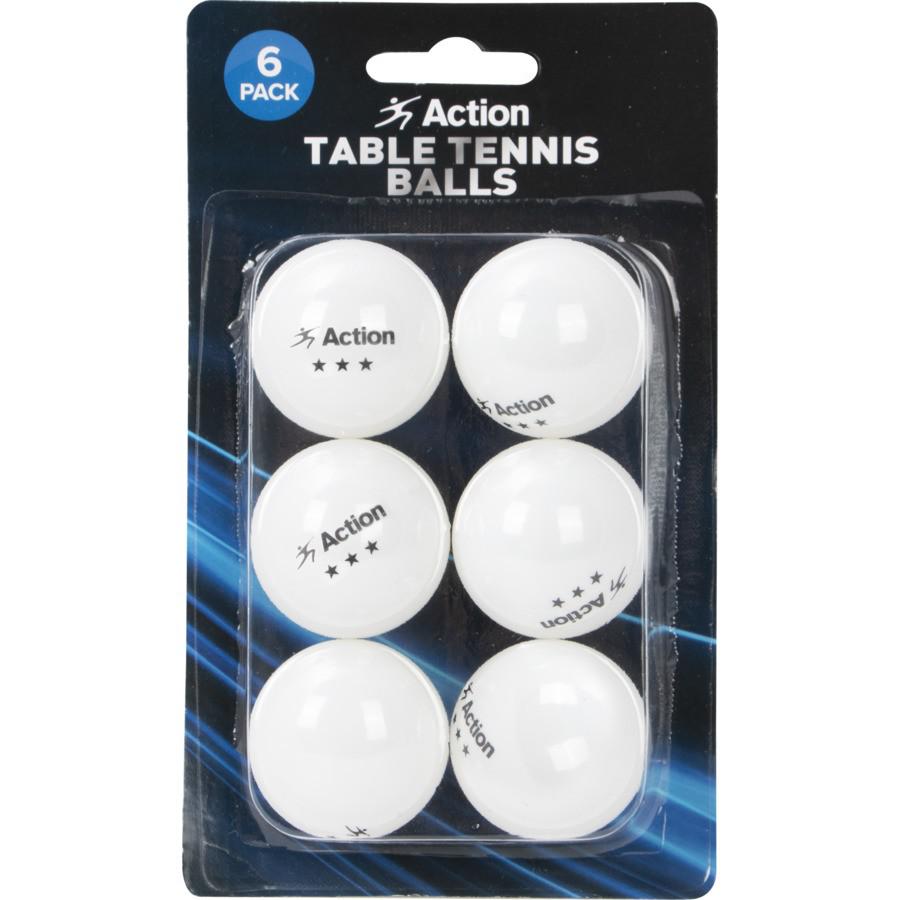 6
PACK
Action
TABLE TENNIS
BALLS
Action
★★★
Action
★★★
Action
★★★
Action
★★★
Action
★★★